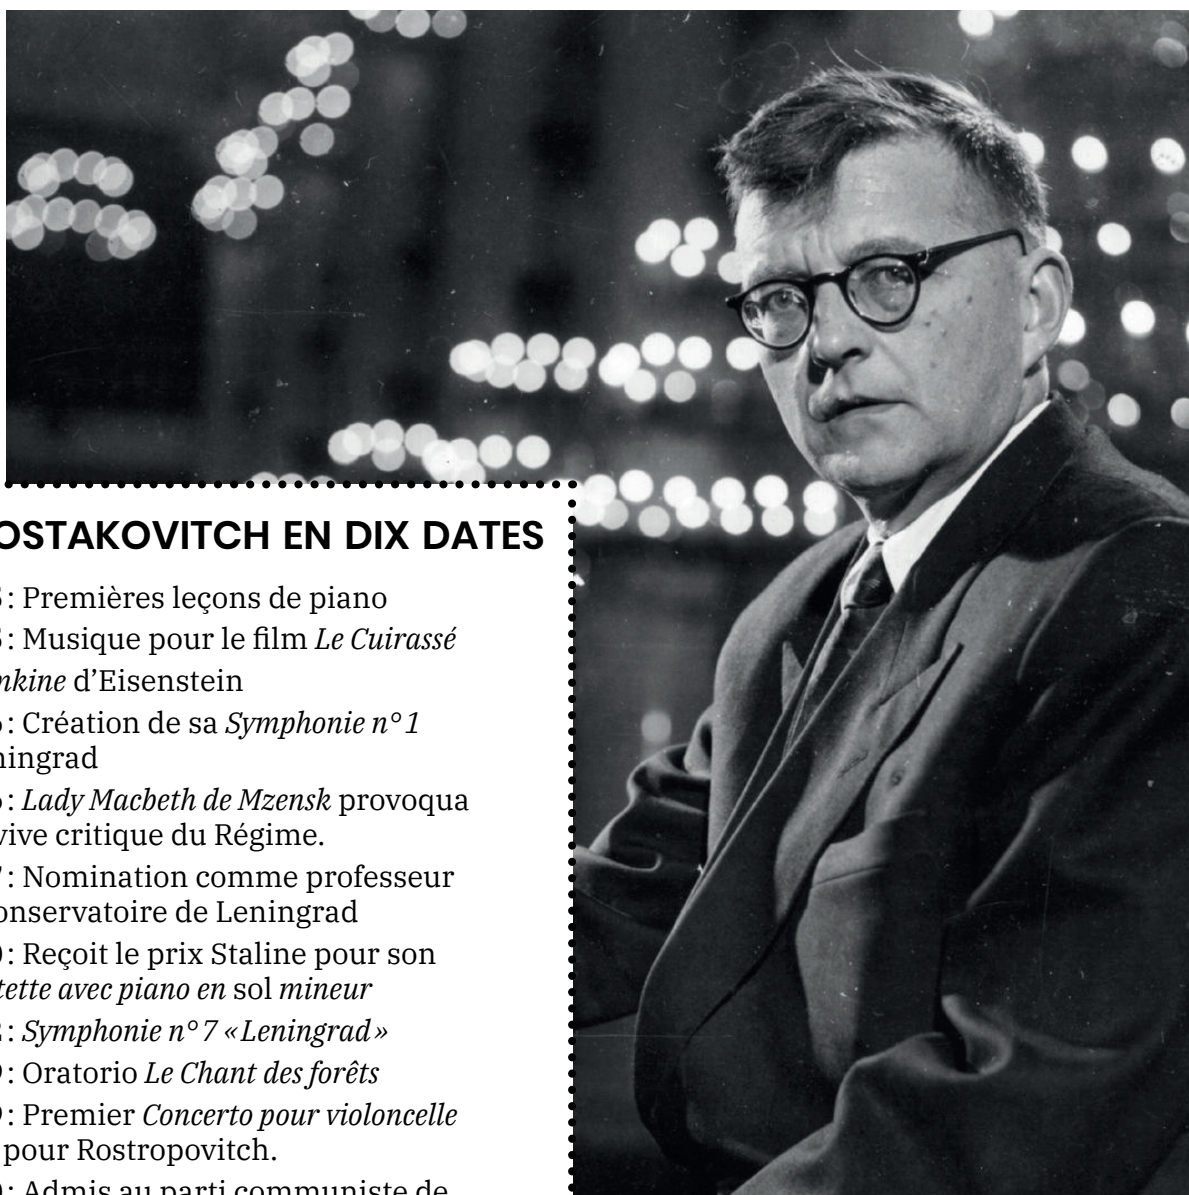 OSTAKOVITCH EN DIX DATES
: Premières leçons de piano
: Musique pour le film Le Cuirassé
nkine d’Eisenstein
: Création de sa Symphonie n° 1
ningrad
: Lady Macbeth de Mzensk provoqua
vive critique du Régime.
: Nomination comme professeur
onservatoire de Leningrad
: Reçoit le prix Staline pour son
tette avec piano en sol mineur
: Symphonie n° 7 « Leningrad »
: Oratorio Le Chant des forêts
: Premier Concerto pour violoncelle
pour Rostropovitch.
: Admis au parti communiste de